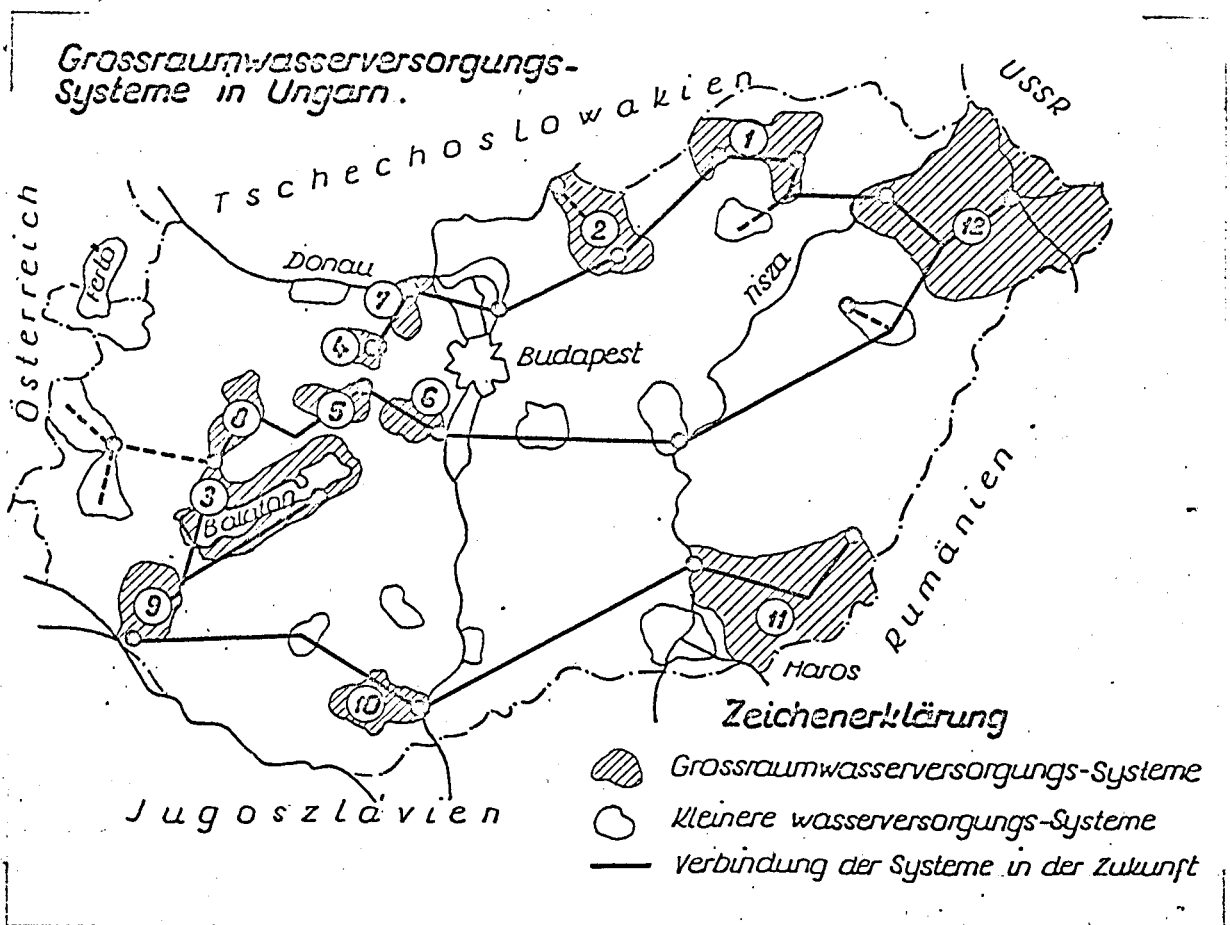 Grossraumwasserversorgungs-
Systeme in Ungarn.
USSR
Tschechoslowakien
1
2
12
Österreich
Fertö
Donau
7
Tisza
4
Budapest
8
5
6
3
Balaton
Rumänien
9
11
10
Maros
Zeichenerklärung
Grossraumwasserversorgungs-Systeme
Jugoszlávien
Kleinere wasserversorgungs-Systeme
Verbindung der Systeme in der Zukunft